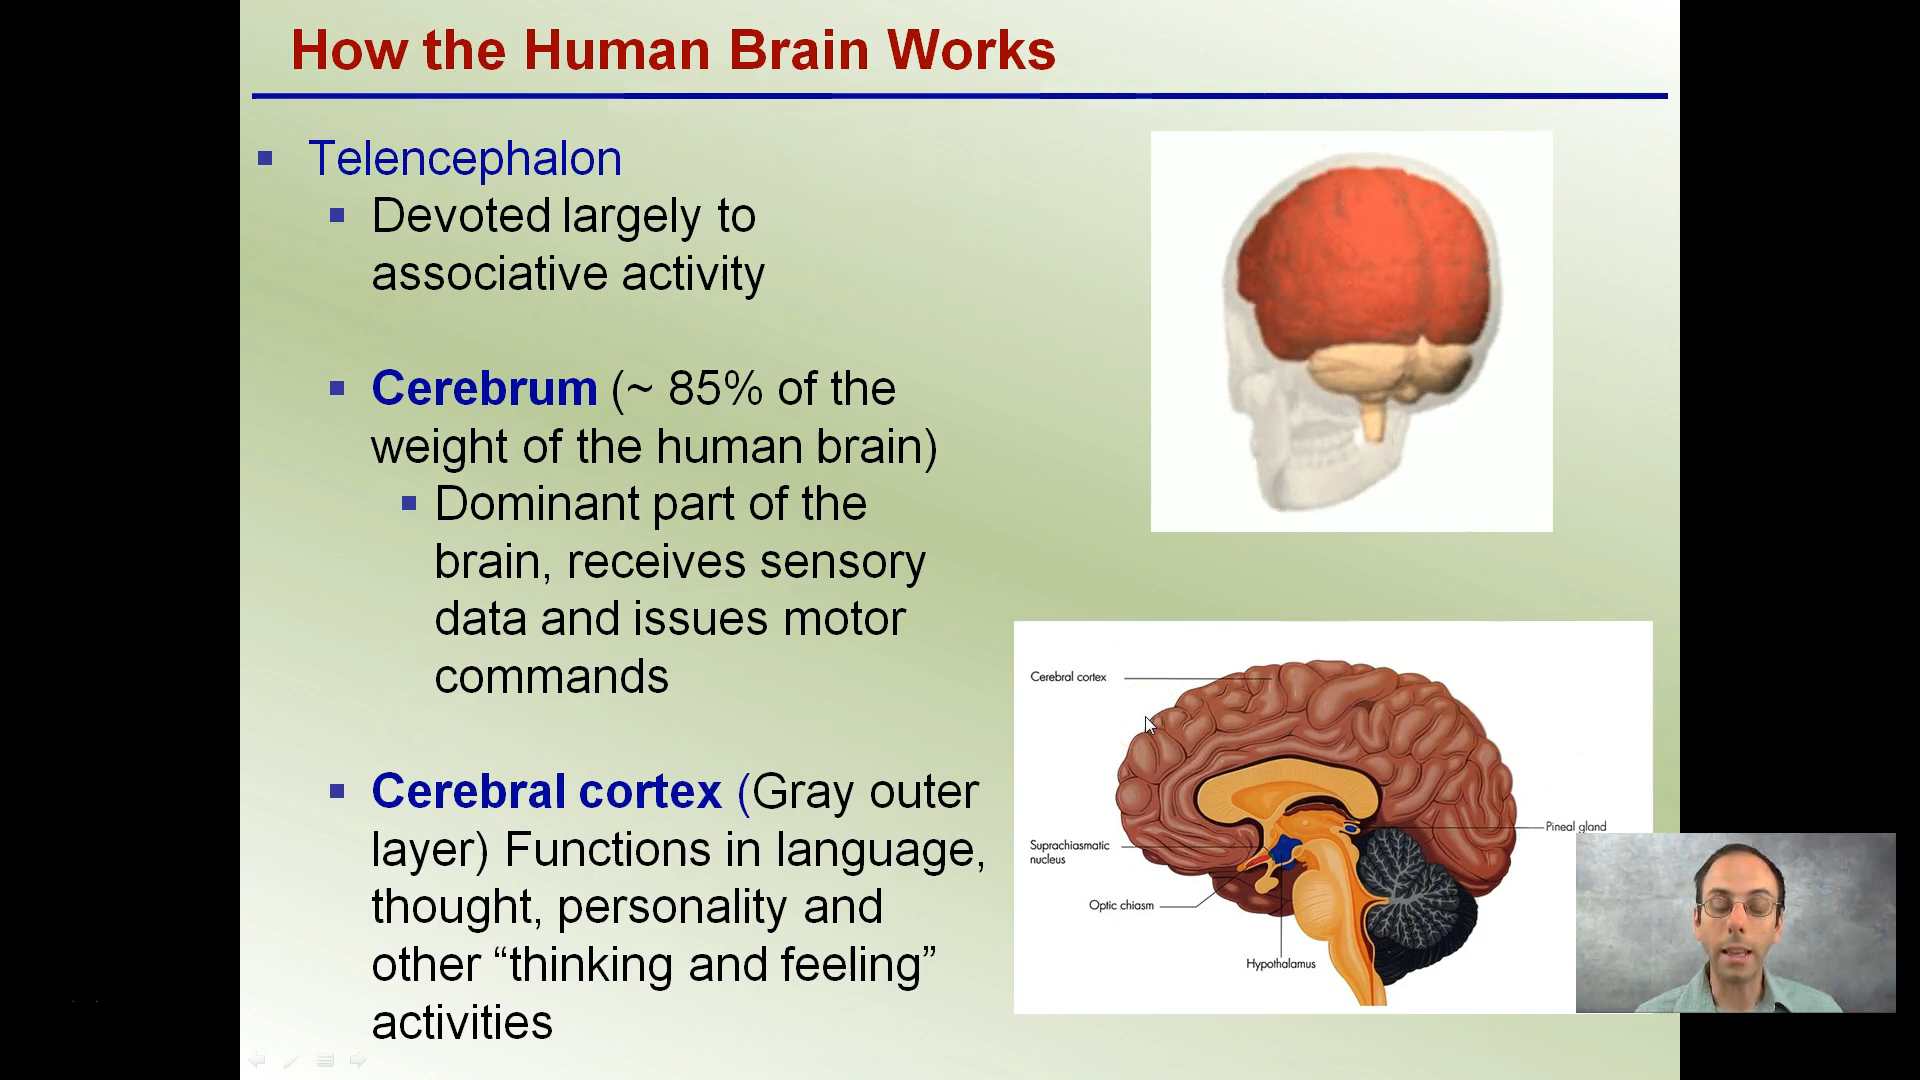 How the Human Brain Works
Telencephalon
Devoted largely to
associative activity
Cerebrum (~ 85% of the
weight of the human brain)
Dominant part of the
brain, receives sensory
data and issues motor
commands
Cerebral cortex (Gray outer
layer) Functions in language,
thought, personality and
other “thinking and feeling”
activities
Cerebral cortex
Pineal gland
Suprachiasmatic
nucleus
Optic chiasm
Hypothalamus